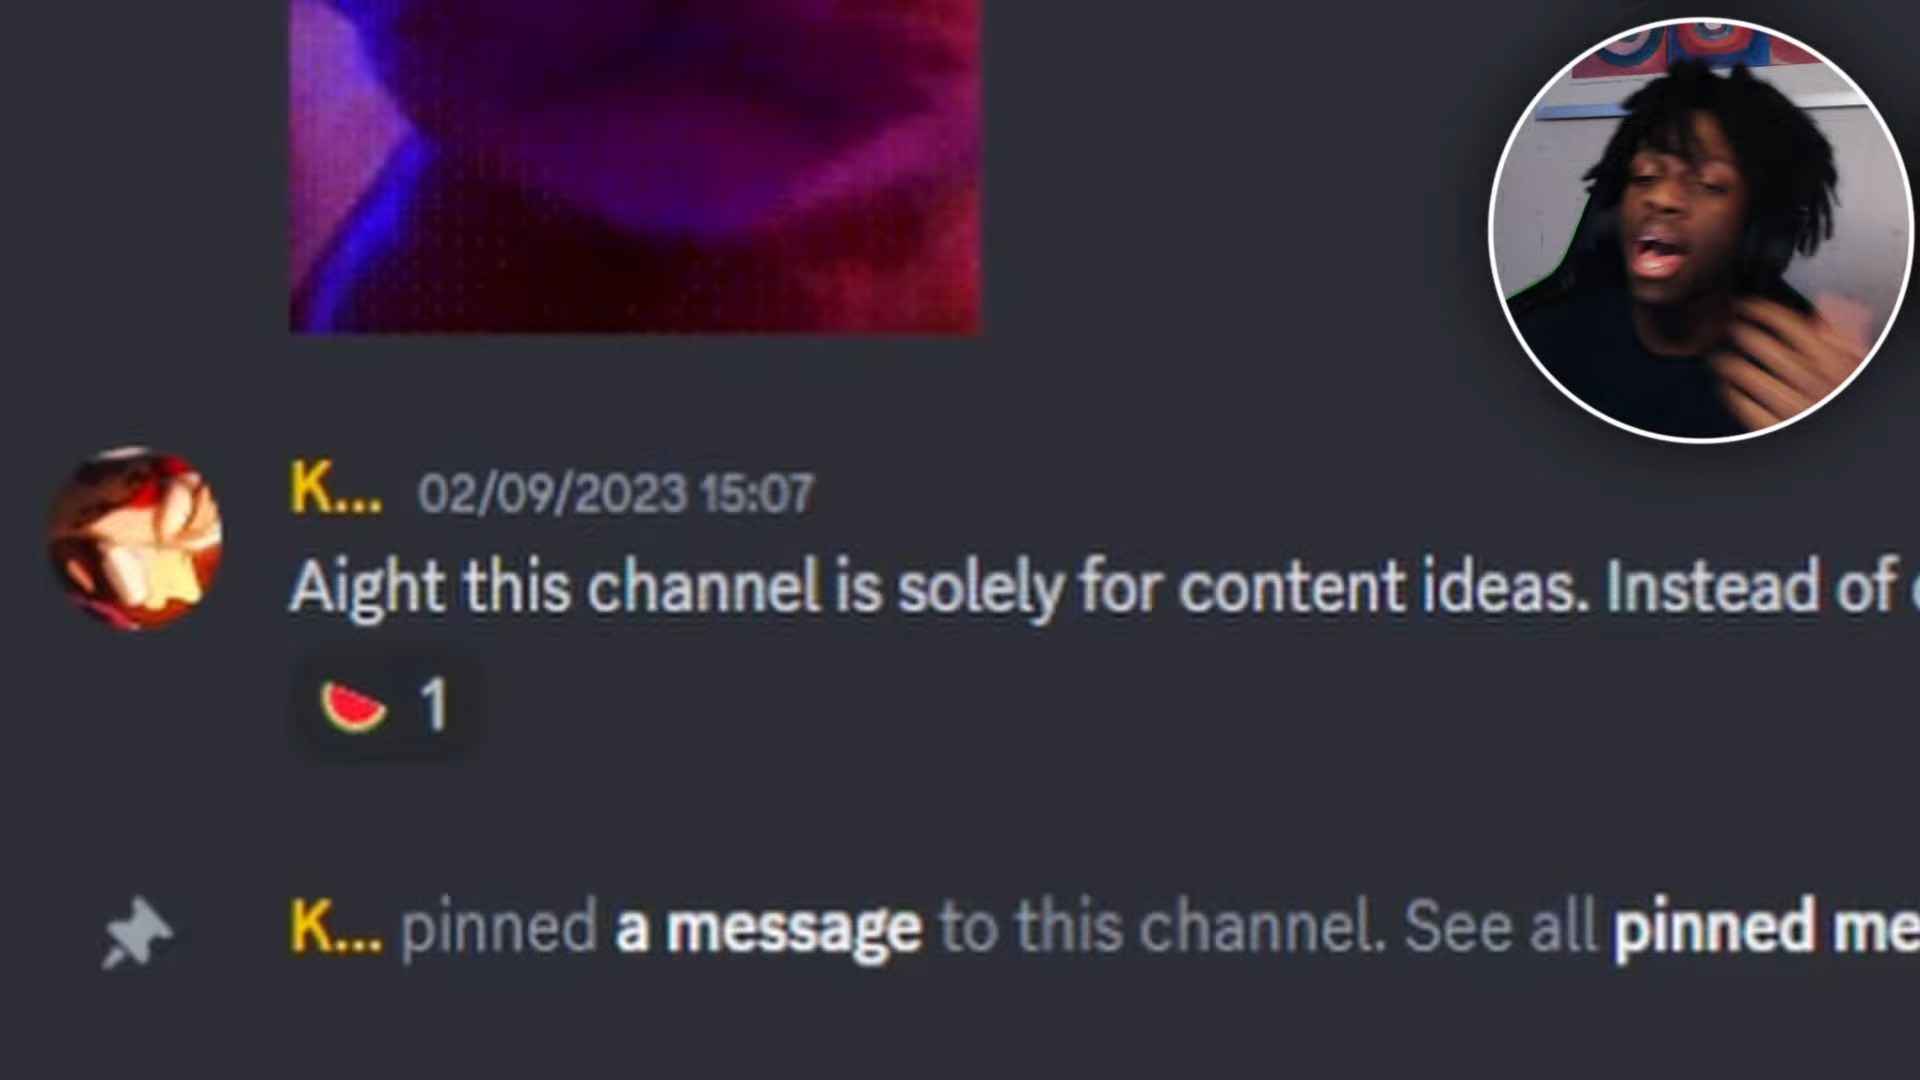 K... 02/09/2023 15:07
Aight this channel is solely for content ideas. Instead of
1
K... pinned a message to this channel. See all pinned me